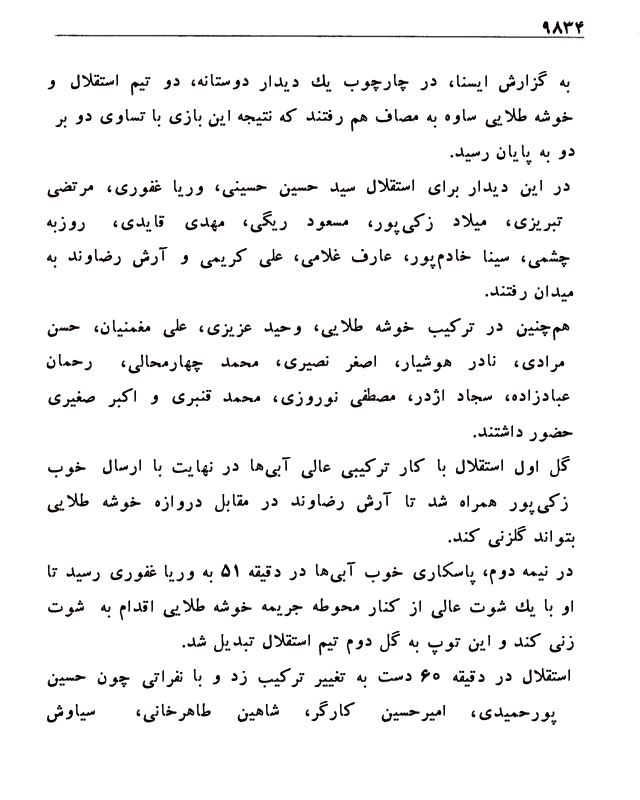 ۹۸۳۴
به گزارش ایسنا، در چارچوب یك دیدار دوستانه، دو تیم استقلال و
خوشه طلایی ساوه به مصاف هم رفتند که نتیجه این بازی با تساوی دو بر
دو به پایان رسید.
در این دیدار برای استقلال سید حسین حسینی، وریا غفوری، مرتضی
تبریزی، میلاد زکی‌پور، مسعود ریگی، مهدی قایدی، روزبه
چشمی، سینا خادم‌پور، عارف غلامی، علی کریمی و آرش رضاوند به
میدان رفتند.
هم‌چنین در ترکیب خوشه طلایی، وحید عزیزی، علی مغمنیان، حسن
مرادی، نادر هوشیار، اصغر نصیری، محمد چهارمحالی، رحمان
عبادزاده، سجاد اژدر، مصطفی نوروزی، محمد قنبری و اکبر صغیری
حضور داشتند.
گل اول استقلال با کار ترکیبی عالی آبی‌ها در نهایت با ارسال خوب
زکی‌پور همراه شد تا آرش رضاوند در مقابل دروازه خوشه طلایی
بتواند گلزنی کند.
در نیمه دوم، پاسکاری خوب آبی‌ها در دقیقه ۵۱ به وریا غفوری رسید تا
او با یك شوت عالی از کنار محوطه جریمه خوشه طلایی اقدام به شوت
زنی کند و این توپ به گل دوم تیم استقلال تبدیل شد.
استقلال در دقیقه ۶۰ دست به تغییر ترکیب زد و با نفراتی چون حسین
پورحمیدی، امیرحسین کارگر، شاهین طاهرخانی، سیاوش